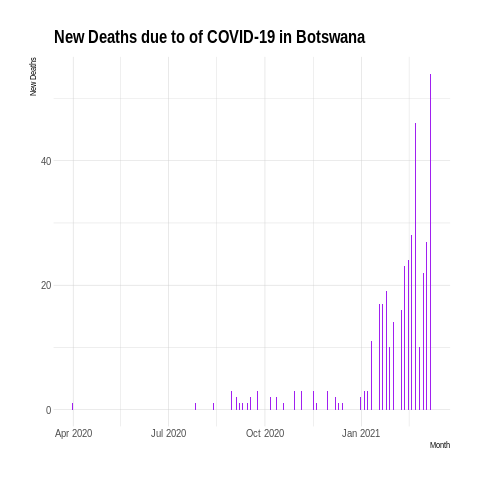 New Deaths due to of COVID-19 in Botswana
New Deaths
40
20
0
Apr 2020 Jul 2020 Oct 2020 Jan 2021
Month